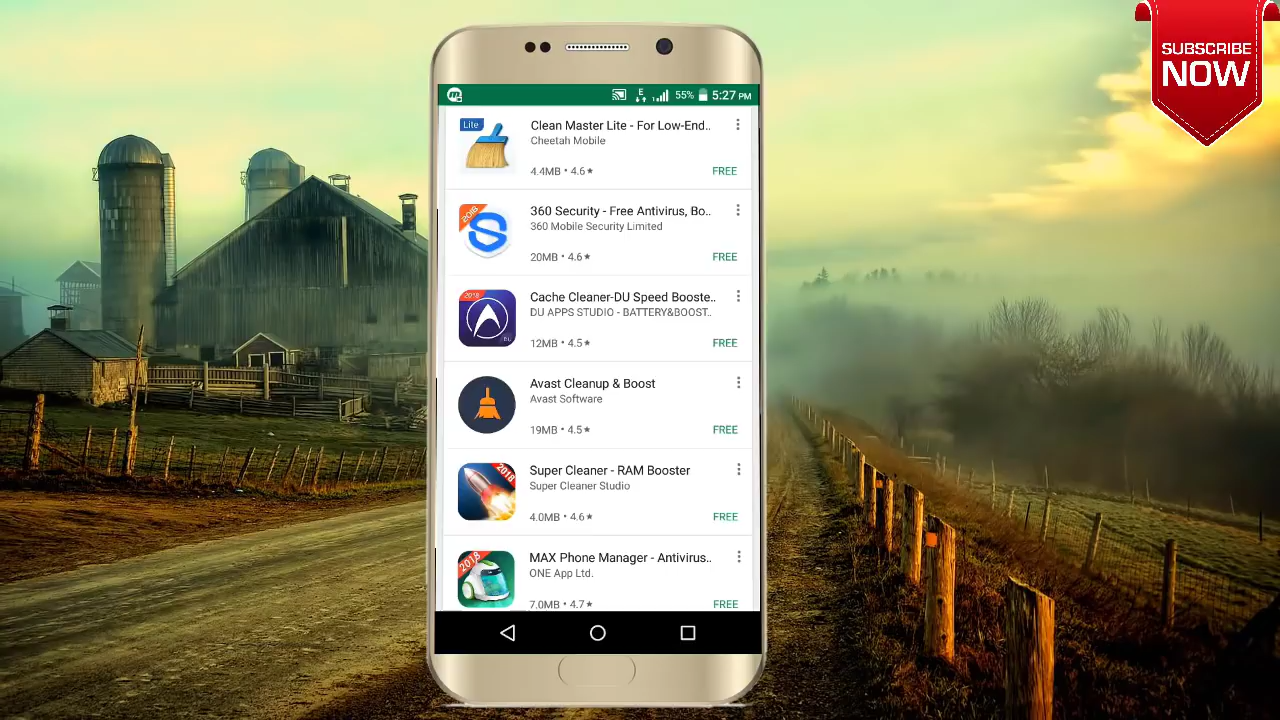 SUBSCRIBE
NOW
E
55% 5:27 PM
Lite
Clean Master Lite - For Low-End..
Cheetah Mobile
4.4MB • 4.6★
FREE
2018
360 Security - Free Antivirus, Bo..
360 Mobile Security Limited
20MB • 4.6★
FREE
2018
Cache Cleaner-DU Speed Booste..
DU APPS STUDIO - BATTERY&BOOST..
12MB • 4.5★
FREE
Avast Cleanup & Boost
Avast Software
19MB • 4.5★
FREE
2018
Super Cleaner - RAM Booster
Super Cleaner Studio
4.0MB • 4.6★
FREE
2018
MAX Phone Manager - Antivirus..
ONE App Ltd.
7.0MB • 4.7★
FREE